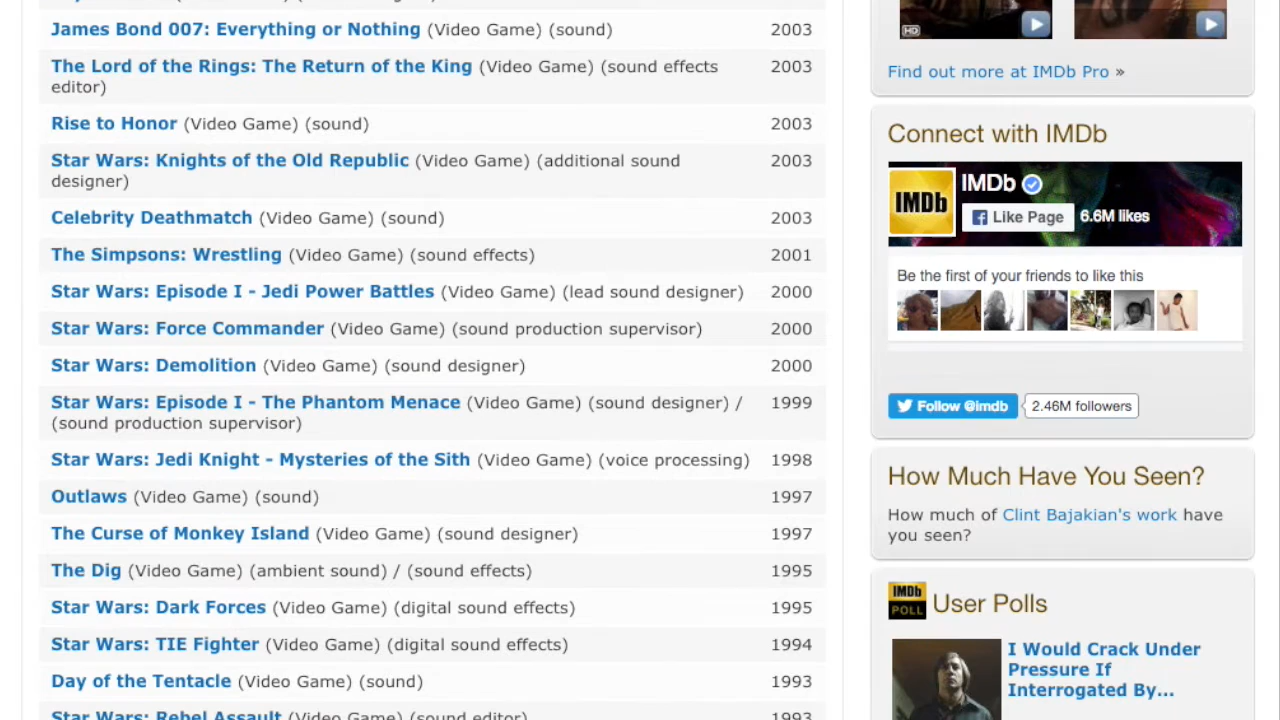 James Bond 007: Everything or Nothing (Video Game) (sound) 2003
The Lord of the Rings: The Return of the King (Video Game) (sound effects 2003
editor)
Rise to Honor (Video Game) (sound) 2003
Star Wars: Knights of the Old Republic (Video Game) (additional sound 2003
designer)
Celebrity Deathmatch (Video Game) (sound) 2003
The Simpsons: Wrestling (Video Game) (sound effects) 2001
Star Wars: Episode I - Jedi Power Battles (Video Game) (lead sound designer) 2000
Star Wars: Force Commander (Video Game) (sound production supervisor) 2000
Star Wars: Demolition (Video Game) (sound designer) 2000
Star Wars: Episode I - The Phantom Menace (Video Game) (sound designer) / 1999
(sound production supervisor)
Star Wars: Jedi Knight - Mysteries of the Sith (Video Game) (voice processing) 1998
Outlaws (Video Game) (sound) 1997
The Curse of Monkey Island (Video Game) (sound designer) 1997
The Dig (Video Game) (ambient sound) / (sound effects) 1995
Star Wars: Dark Forces (Video Game) (digital sound effects) 1995
Star Wars: TIE Fighter (Video Game) (digital sound effects) 1994
Day of the Tentacle (Video Game) (sound) 1993
Star Wars: Rebel Assault (Video Game) (sound editor) 1993
HD
Find out more at IMDb Pro »
Connect with IMDb
IMDb
IMDb
Like Page 6.6M likes
Be the first of your friends to like this
Follow @imdb 2.46M followers
How Much Have You Seen?
How much of Clint Bajakian's work have
you seen?
IMDb
POLL
User Polls
I Would Crack Under
Pressure If
Interrogated By...